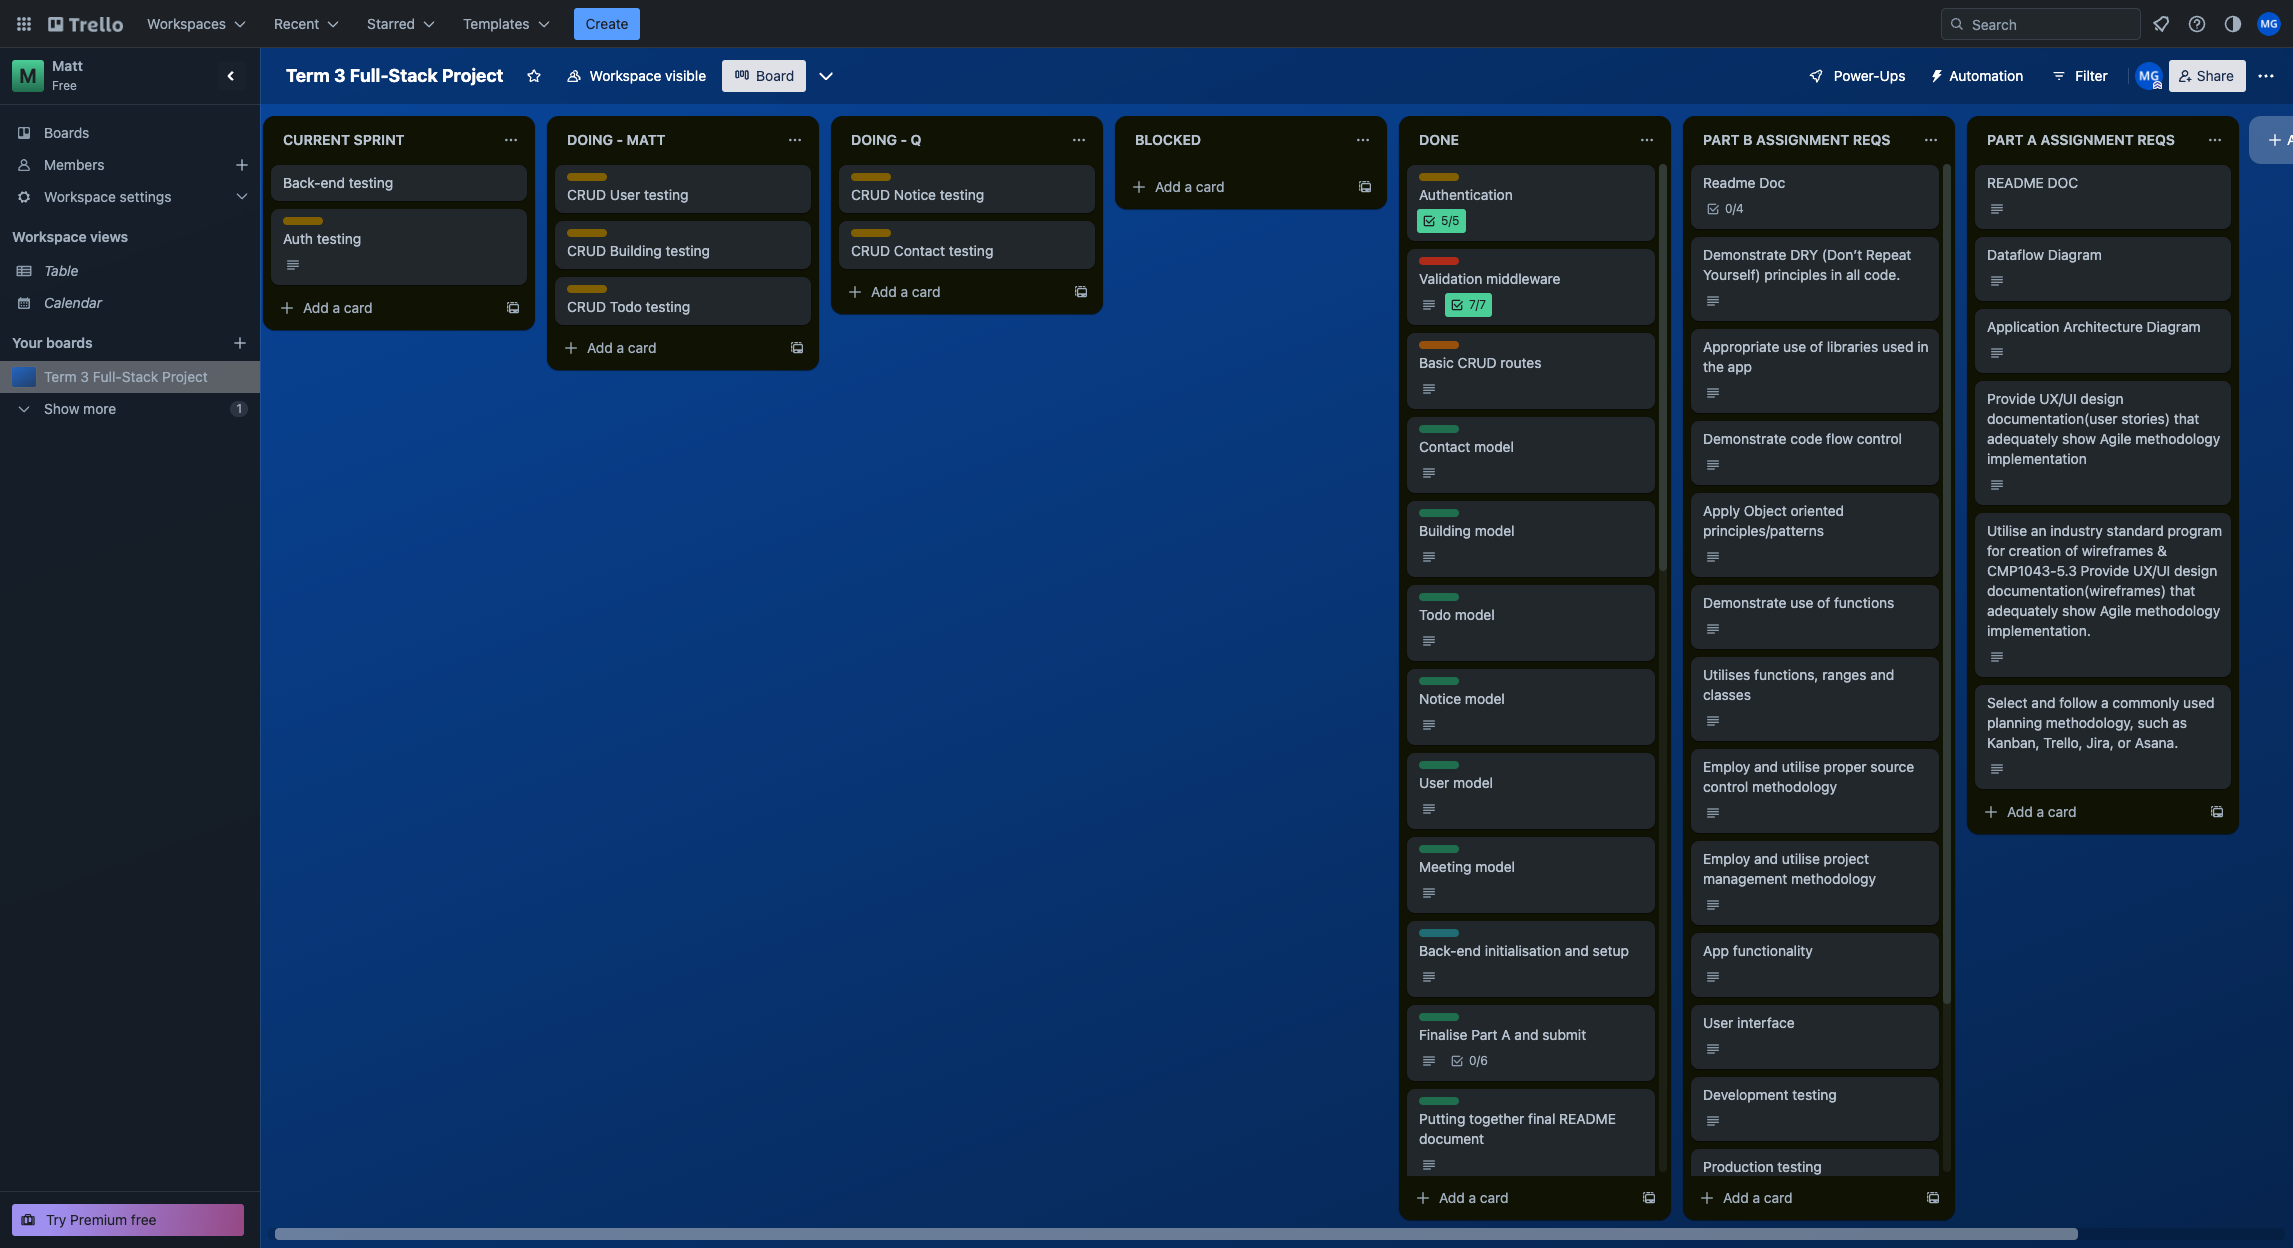 Trello
Workspaces
Recent
Starred
Templates
Create
Search
MG
M
Matt
Free
Term 3 Full-Stack Project
Workspace visible
Board
Power-Ups
Automation
Filter
MG
Share
Boards
Members
Workspace settings
Workspace views
Table
Calendar
Your boards
Term 3 Full-Stack Project
Show more
1
Try Premium free
CURRENT SPRINT
Back-end testing
Auth testing
Add a card
DOING - MATT
CRUD User testing
CRUD Building testing
CRUD Todo testing
Add a card
DOING - Q
CRUD Notice testing
CRUD Contact testing
Add a card
BLOCKED
Add a card
DONE
Authentication
5/5
Validation middleware
7/7
Basic CRUD routes
Contact model
Building model
Todo model
Notice model
User model
Meeting model
Back-end initialisation and setup
Finalise Part A and submit
0/6
Putting together final README
document
Add a card
PART B ASSIGNMENT REQS
Readme Doc
0/4
Demonstrate DRY (Don't Repeat
Yourself) principles in all code.
Appropriate use of libraries used in
the app
Demonstrate code flow control
Apply Object oriented
principles/patterns
Demonstrate use of functions
Utilises functions, ranges and
classes
Employ and utilise proper source
control methodology
Employ and utilise project
management methodology
App functionality
User interface
Development testing
Production testing
Add a card
PART A ASSIGNMENT REQS
README DOC
Dataflow Diagram
Application Architecture Diagram
Provide UX/UI design
documentation(user stories) that
adequately show Agile methodology
implementation
Utilise an industry standard program
for creation of wireframes &
CMP1043-5.3 Provide UX/UI design
documentation(wireframes) that
adequately show Agile methodology
implementation.
Select and follow a commonly used
planning methodology, such as
Kanban, Trello, Jira, or Asana.
Add a card